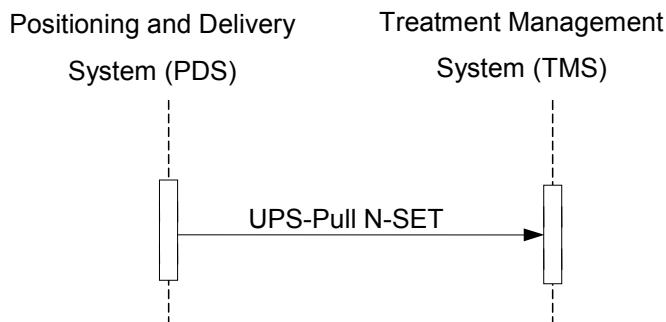 Positioning and Delivery
System (PDS)
Treatment Management
System (TMS)
UPS-Pull N-SET